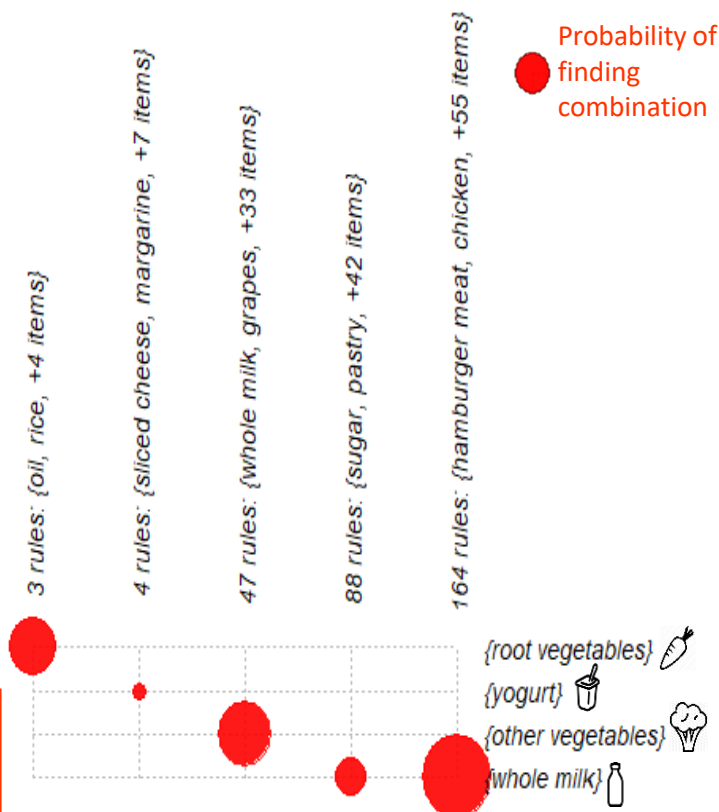 Probability of
finding
combination
3 rules: {oil, rice, +4 items}
4 rules: {sliced cheese, margarine, +7 items}
47 rules: {whole milk, grapes, +33 items}
88 rules: {sugar, pastry, +42 items}
164 rules: {hamburger meat, chicken, +55 items}
{root vegetables}
{yogurt}
{other vegetables}
{whole milk}